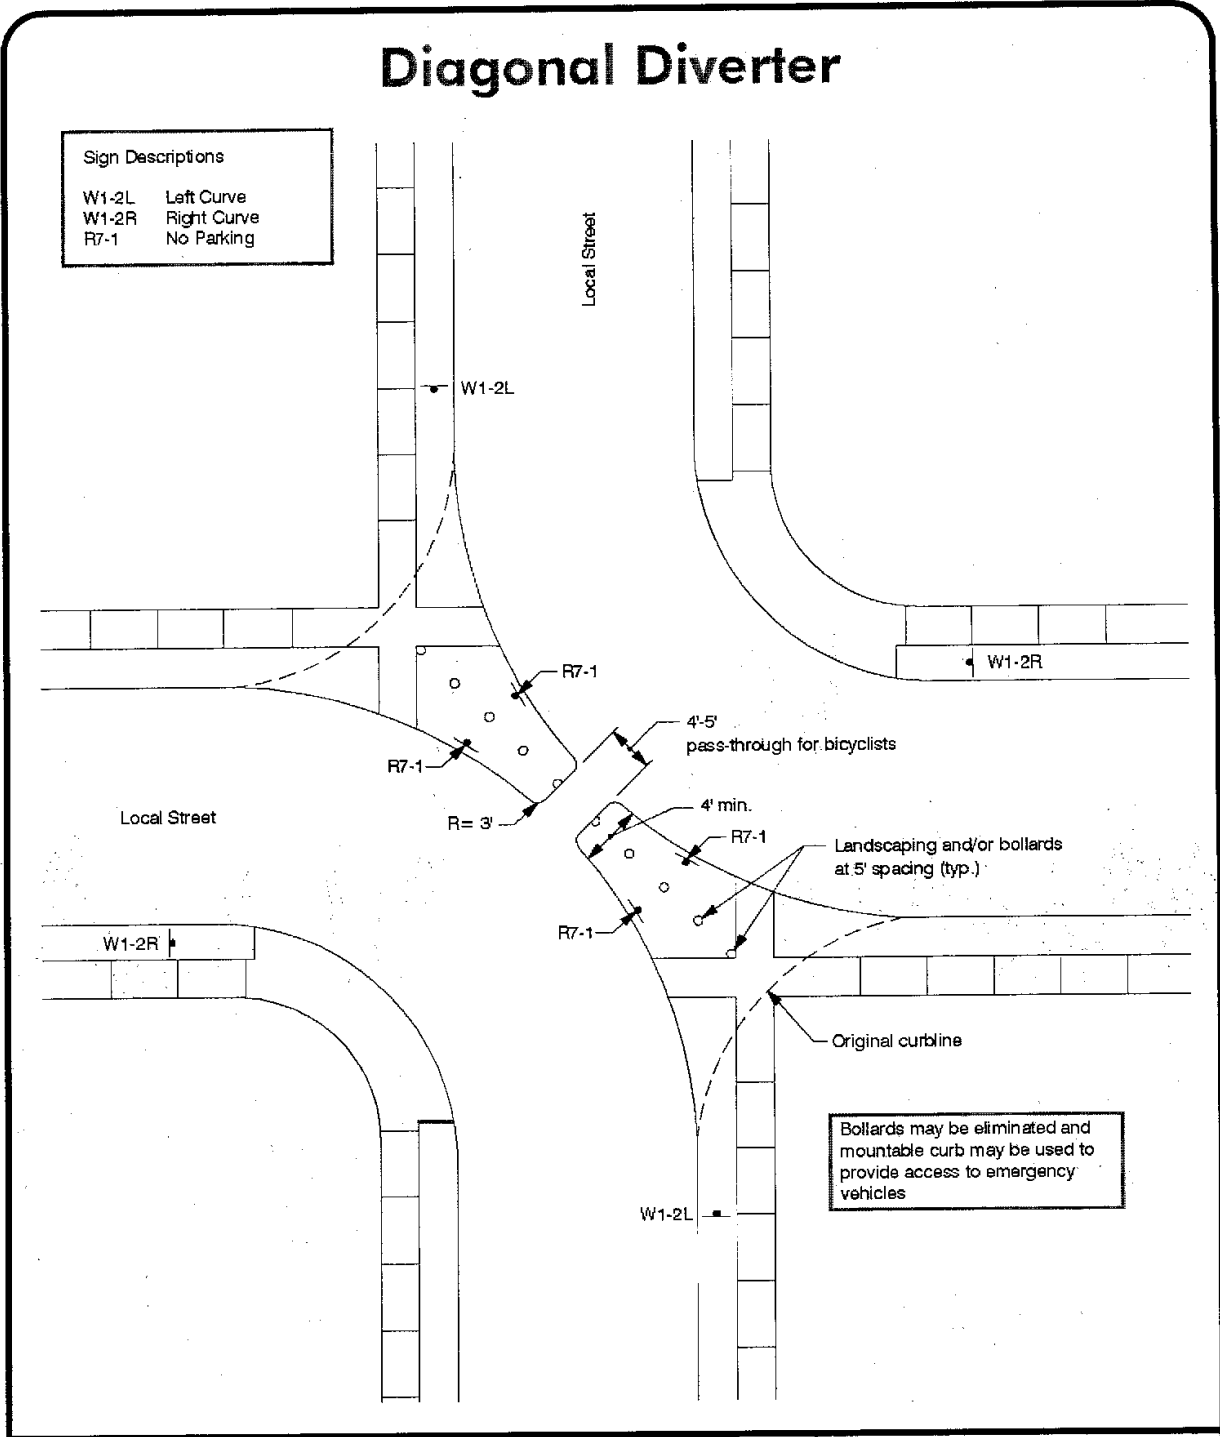 Diagonal Diverter
Sign Descriptions
W1-2L Left Curve
W1-2R Right Curve
R7-1 No Parking
Local Street
W1-2L
W1-2R
R7-1
4'-5'
pass-through for bicyclists
R7-1
4' min.
Local Street
R= 3'
R7-1
Landscaping and/or bollards
at 5' spacing (typ.)
R7-1
W1-2R
Original curbline
Bollards may be eliminated and
mountable curb may be used to
provide access to emergency
vehicles
W1-2L